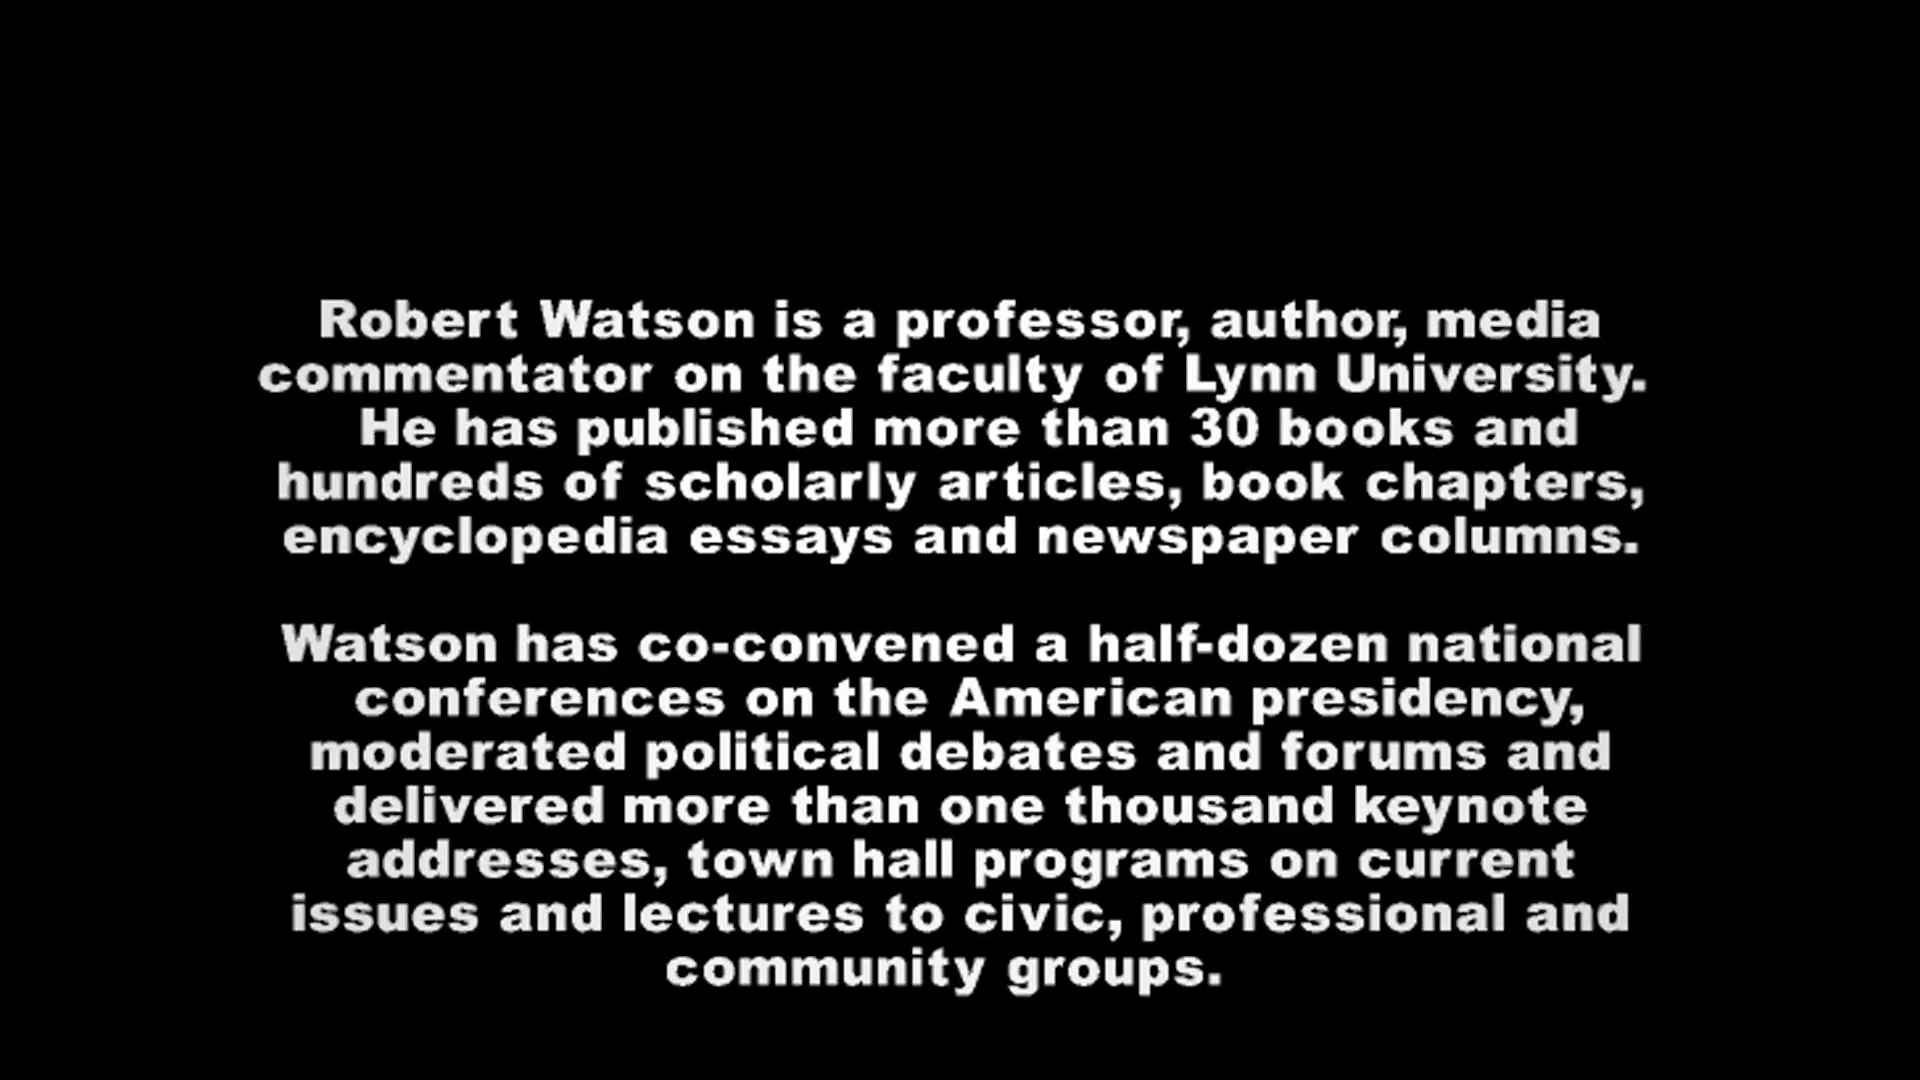 Robert Watson is a professor, author, media
commentator on the faculty of Lynn University.
He has published more than 30 books and
hundreds of scholarly articles, book chapters,
encyclopedia essays and newspaper columns.
Watson has co-convened a half-dozen national
conferences on the American presidency,
moderated political debates and forums and
delivered more than one thousand keynote
addresses, town hall programs on current
issues and lectures to civic, professional and
community groups.